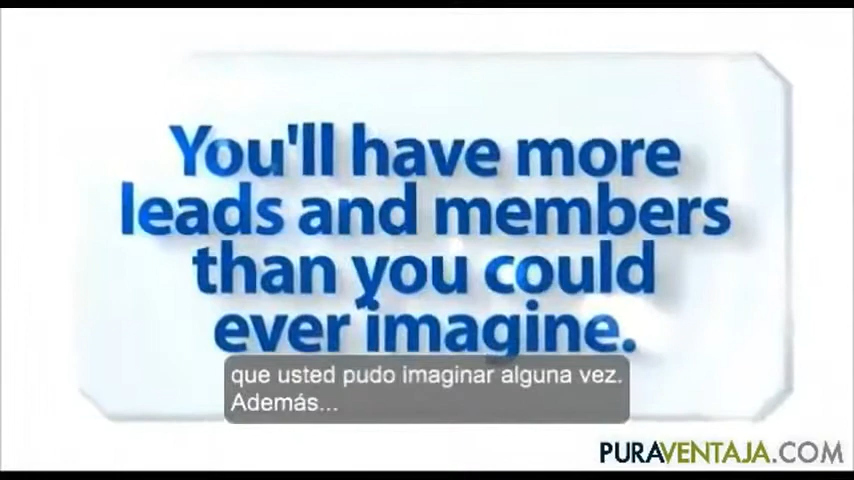 You'll have more
leads and members
than you could
ever imagine.
que usted pudo imaginar alguna vez.
Además...
PURAVENTAJA.COM